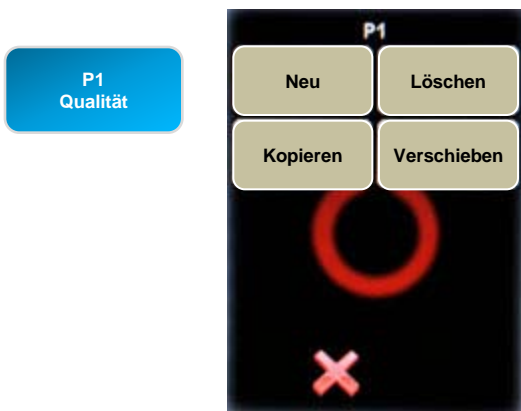 P1
Qualität
P1
Neu
Löschen
Kopieren
Verschieben